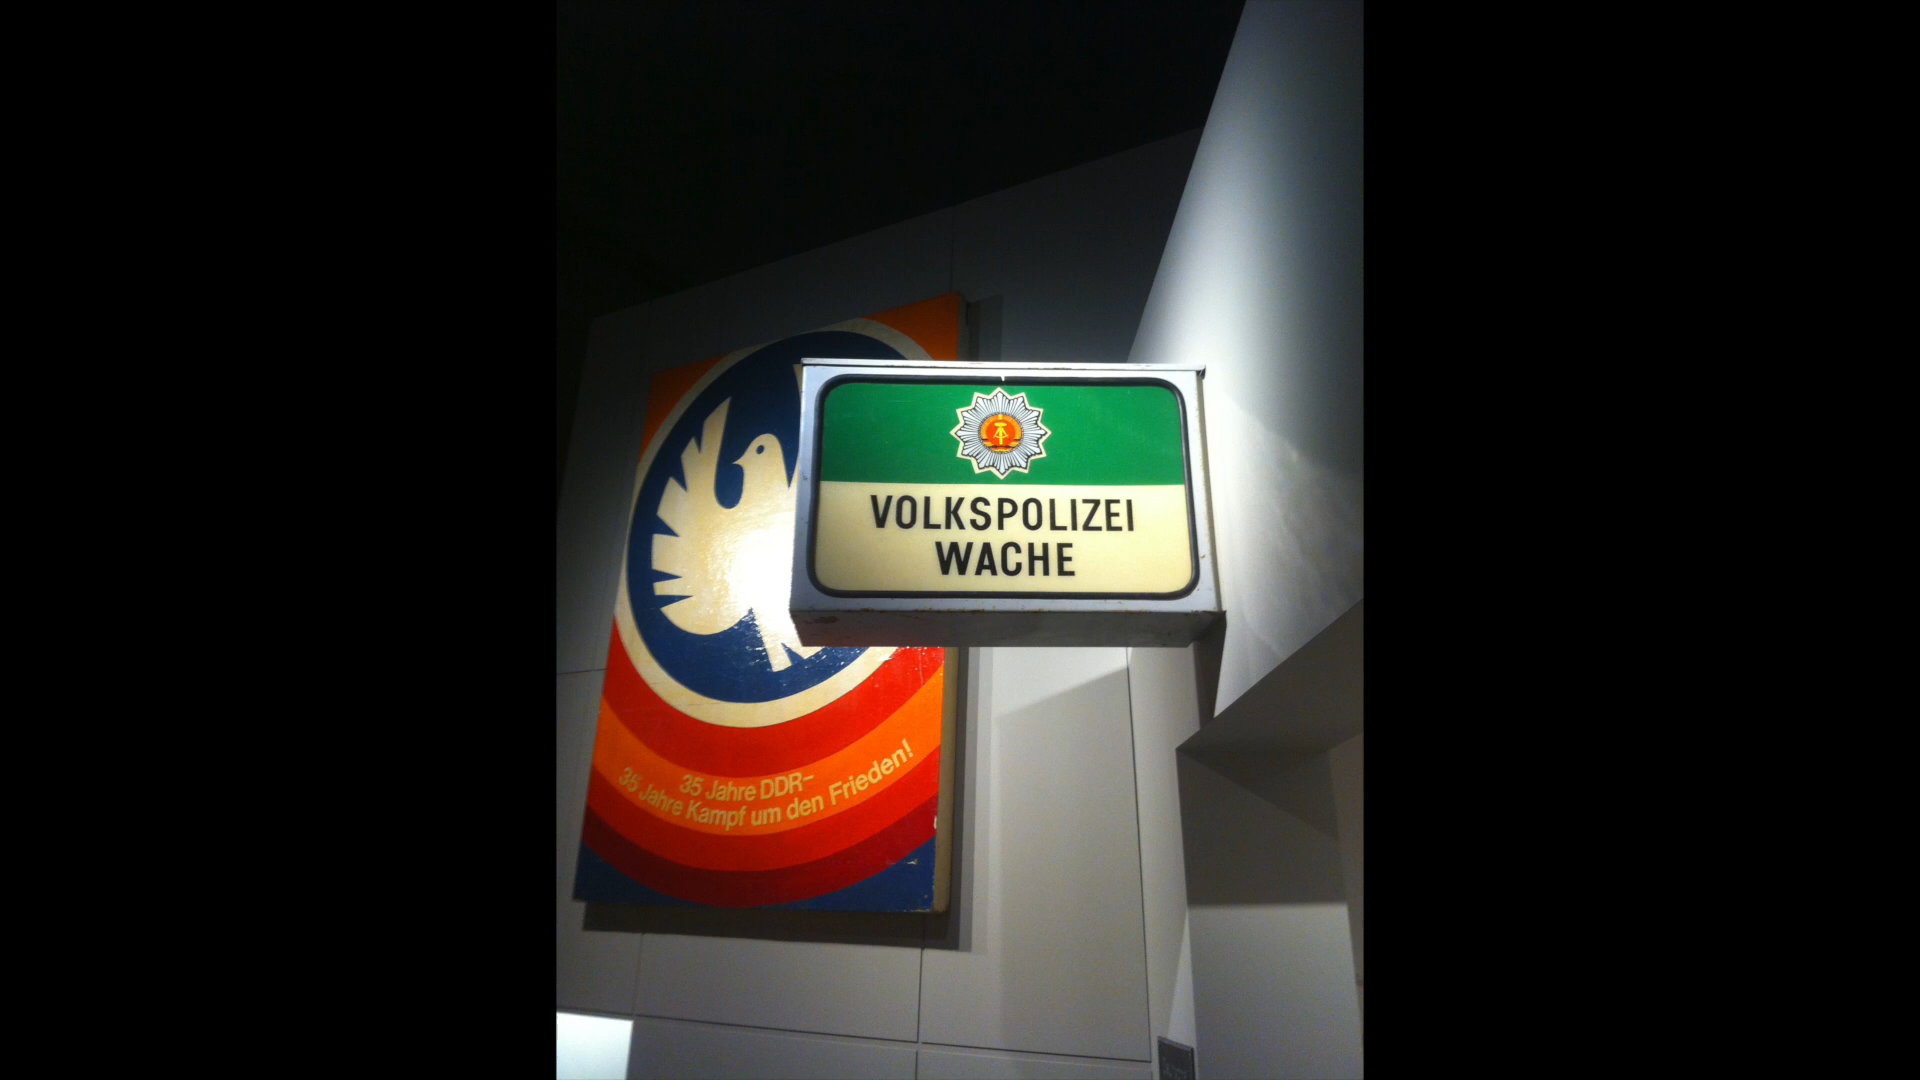 VOLKSPOLIZEI
WACHE
35 Jahre DDR-
35 Jahre Kampf um den Frieden!